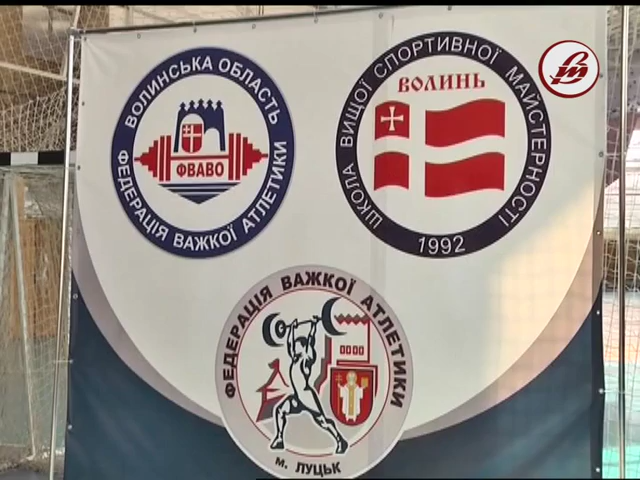 ВОЛИНСЬКА ОБЛАСТЬ
ФВАВО
ФЕДЕРАЦІЯ ВАЖКОЇ АТЛЕТИКИ
ШКОЛА ВИЩОЇ СПОРТИВНОЇ МАЙСТЕРНОСТІ
ВОЛИНЬ
1992
ФЕДЕРАЦІЯ ВАЖКОЇ АТЛЕТИКИ
м. ЛУЦЬК